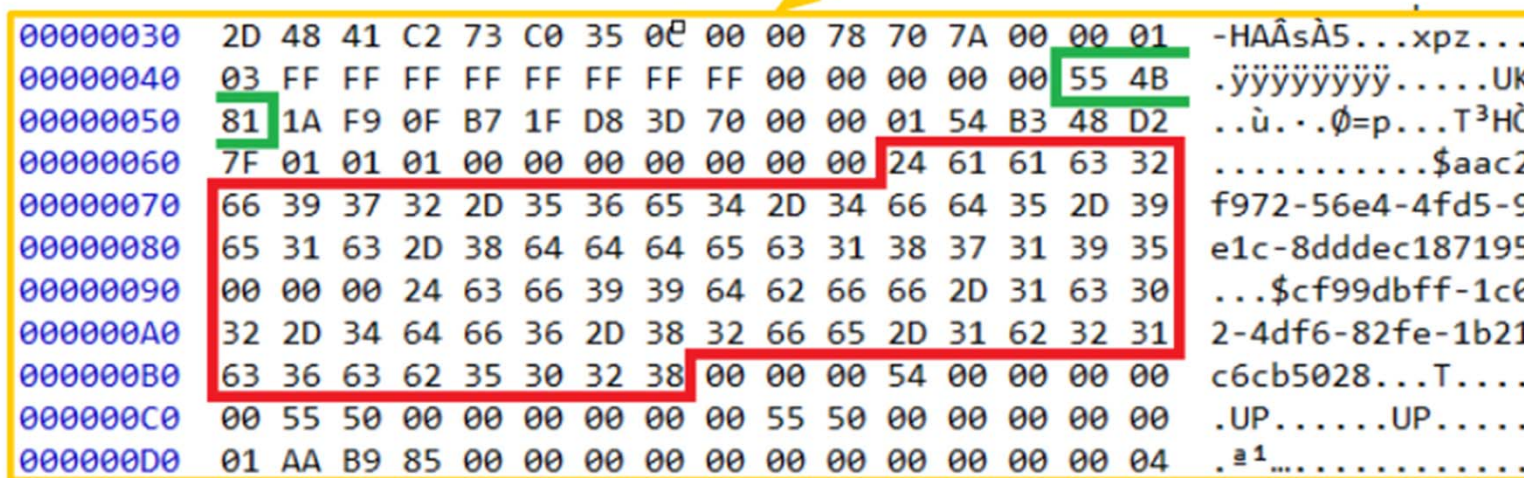 00000030 2D 48 41 C2 73 C0 35 0C 00 00 78 70 7A 00 00 01 -HAÂsÀ5...xpz...
00000040 03 FF FF FF FF FF FF FF FF 00 00 00 00 00 55 4B .ÿÿÿÿÿÿÿÿ.....UK
00000050 81 1A F9 0F B7 1F D8 3D 70 00 00 01 54 B3 48 D2 ..ù.·.Ø=p...T³HÒ
00000060 7F 01 01 01 00 00 00 00 00 00 00 24 61 61 63 32 ...........$aac2
00000070 66 39 37 32 2D 35 36 65 34 2D 34 66 64 35 2D 39 f972-56e4-4fd5-9
00000080 65 31 63 2D 38 64 64 64 65 63 31 38 37 31 39 35 e1c-8dddec187195
00000090 00 00 00 24 63 66 39 39 64 62 66 66 2D 31 63 30 ...$cf99dbff-1c0
000000A0 32 2D 34 64 66 36 2D 38 32 66 65 2D 31 62 32 31 2-4df6-82fe-1b21
000000B0 63 36 63 62 35 30 32 38 00 00 00 54 00 00 00 00 c6cb5028...T....
000000C0 00 55 50 00 00 00 00 00 00 55 50 00 00 00 00 00 .UP......UP.....
000000D0 01 AA B9 85 00 00 00 00 00 00 00 00 00 00 00 04 .ª¹…............